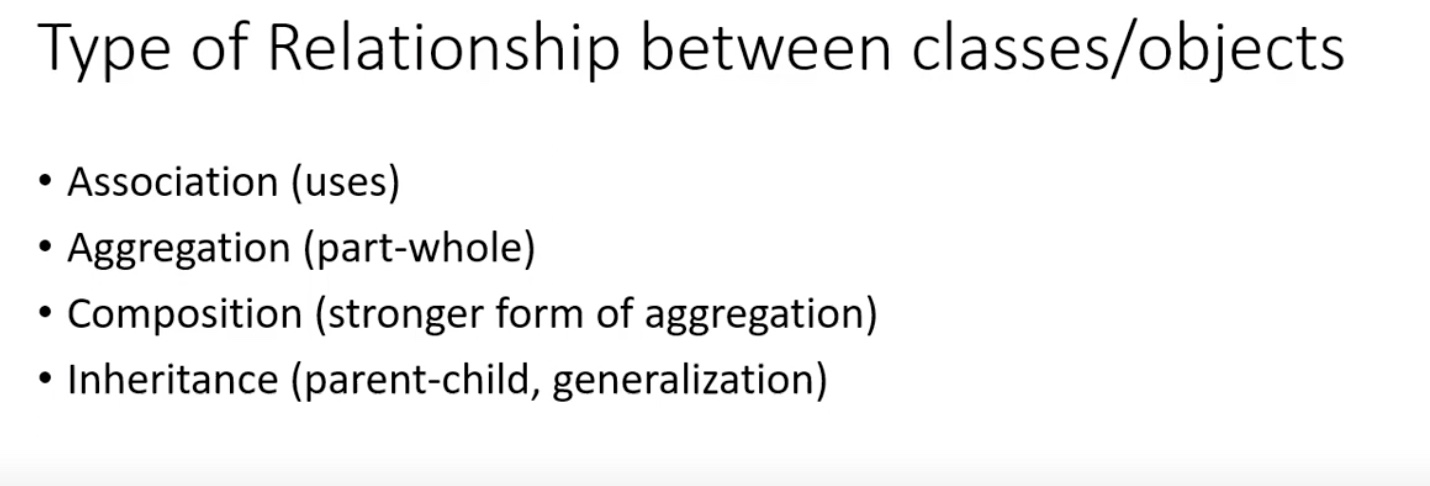 Type of Relationship between classes/objects
• Association (uses)
• Aggregation (part-whole)
• Composition (stronger form of aggregation)
• Inheritance (parent-child, generalization)